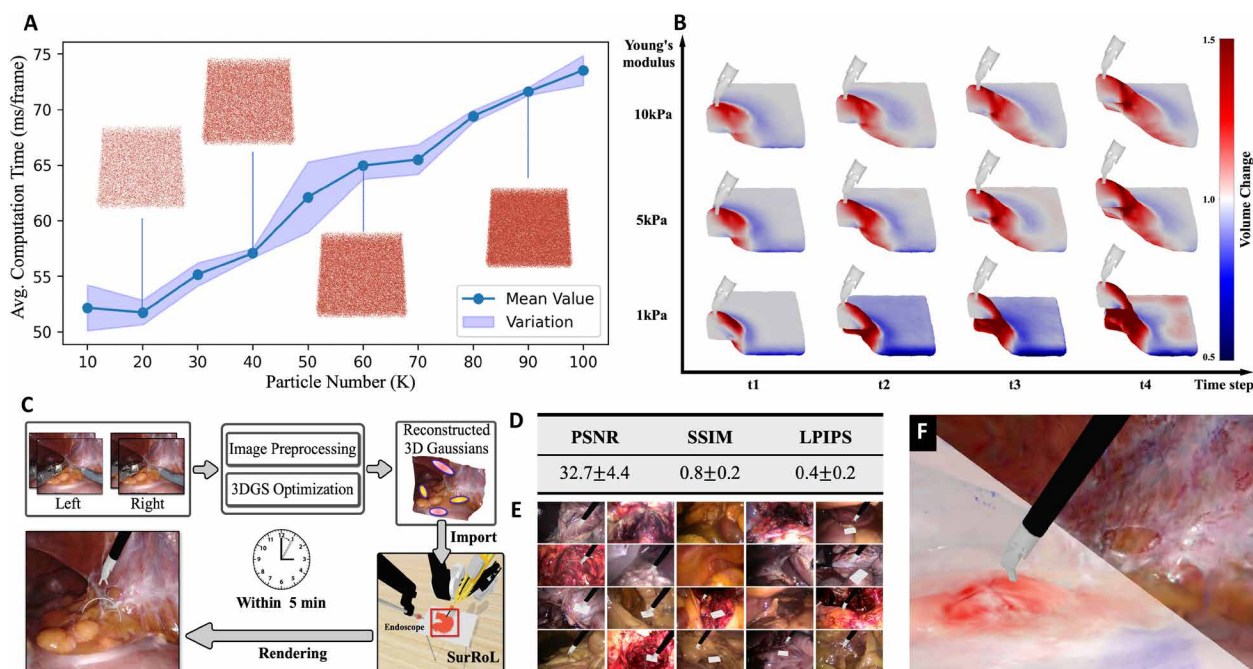 A
Avg. Computation Time (ms/frame)
75
70
65
60
55
50
Mean Value
Variation
10 20 30 40 50 60 70 80 90 100
Particle Number (K)
B
Young's
modulus
10kPa
5kPa
1kPa
t1 t2 t3 t4 Time step
1.5
1.0
0.5
Volume Change
C
Left Right
Image Preprocessing
3DGS Optimization
Reconstructed
3D Gaussians
Import
Within 5 min
Endoscope
SurRoL
Rendering
D
PSNR SSIM LPIPS
32.7±4.4 0.8±0.2 0.4±0.2
E
F